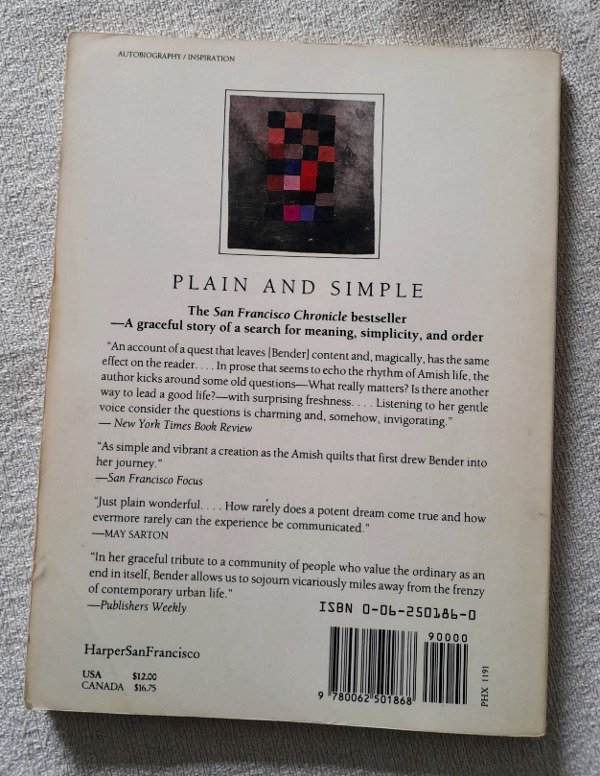 AUTOBIOGRAPHY / INSPIRATION
PLAIN AND SIMPLE
The San Francisco Chronicle bestseller
—A graceful story of a search for meaning, simplicity, and order
"An account of a quest that leaves [Bender] content and, magically, has the same
effect on the reader. . . . In prose that seems to echo the rhythm of Amish life, the
author kicks around some old questions—What really matters? Is there another
way to lead a good life?—with surprising freshness. . . . Listening to her gentle
voice consider the questions is charming and, somehow, invigorating."
— New York Times Book Review
"As simple and vibrant a creation as the Amish quilts that first drew Bender into
her journey."
—San Francisco Focus
"Just plain wonderful. . . . How rarely does a potent dream come true and how
evermore rarely can the experience be communicated."
—MAY SARTON
"In her graceful tribute to a community of people who value the ordinary as an
end in itself, Bender allows us to sojourn vicariously miles away from the frenzy
of contemporary urban life."
—Publishers Weekly
ISBN 0-06-250186-0
90000
9 780062 501868
PHX 1191
HarperSanFrancisco
USA $12.00
CANADA $16.75